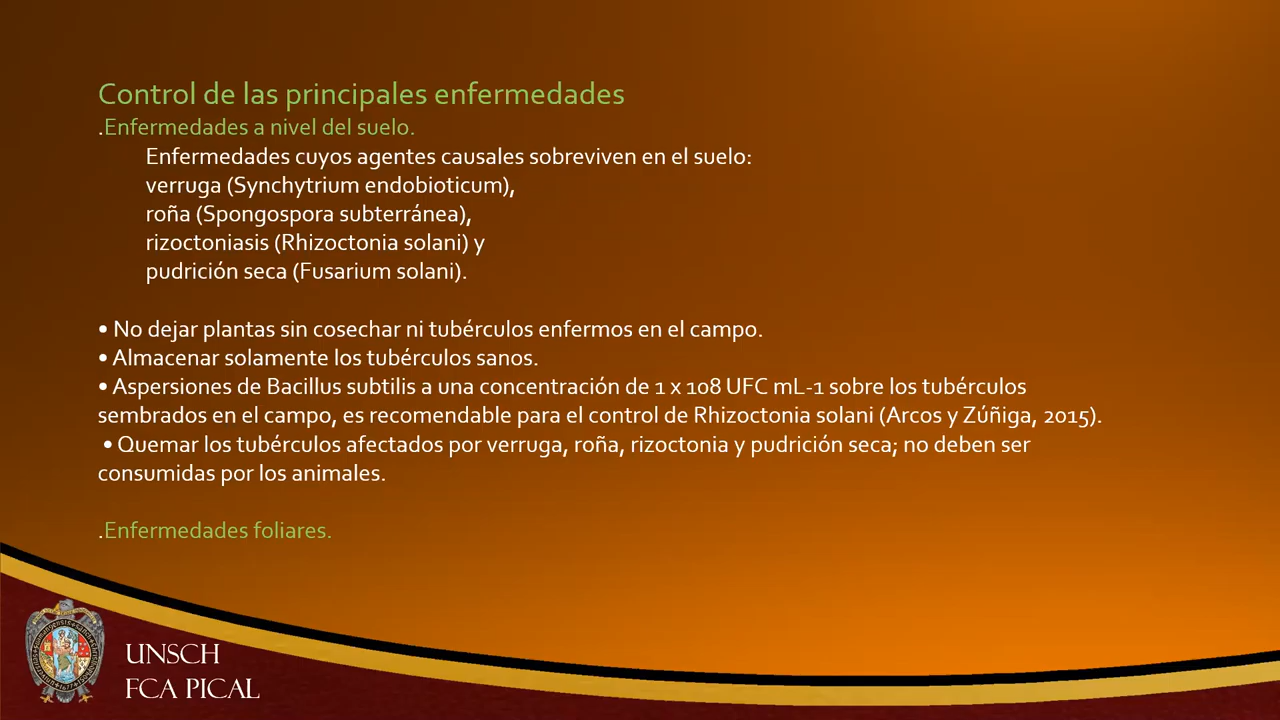 Control de las principales enfermedades
.Enfermedades a nivel del suelo.
Enfermedades cuyos agentes causales sobreviven en el suelo:
verruga (Synchytrium endobioticum),
roña (Spongospora subterránea),
rizoctoniasis (Rhizoctonia solani) y
pudrición seca (Fusarium solani).
• No dejar plantas sin cosechar ni tubérculos enfermos en el campo.
• Almacenar solamente los tubérculos sanos.
• Aspersiones de Bacillus subtilis a una concentración de 1 x 108 UFC mL-1 sobre los tubérculos
sembrados en el campo, es recomendable para el control de Rhizoctonia solani (Arcos y Zúñiga, 2015).
• Quemar los tubérculos afectados por verruga, roña, rizoctonia y pudrición seca; no deben ser
consumidas por los animales.
.Enfermedades foliares.
UNSCH
FCA PICAL